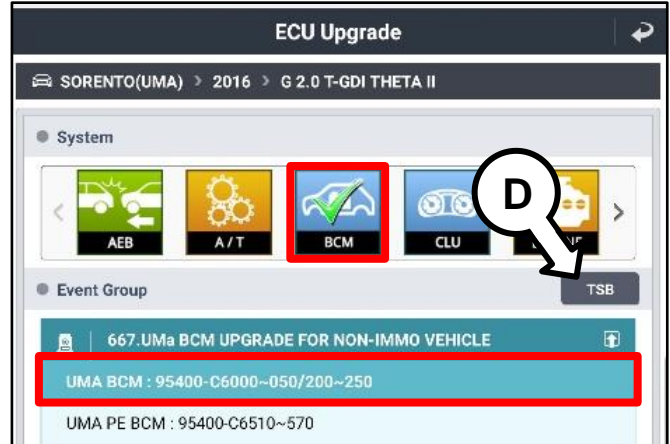 ECU Upgrade
SORENTO(UMA) > 2016 > G 2.0 T-GDI THETA II
System
AEB
A/T
BCM
CLU
D
Event Group
TSB
667.UMa BCM UPGRADE FOR NON-IMMO VEHICLE
UMA BCM : 95400-C6000~050/200~250
UMA PE BCM : 95400-C6510~570